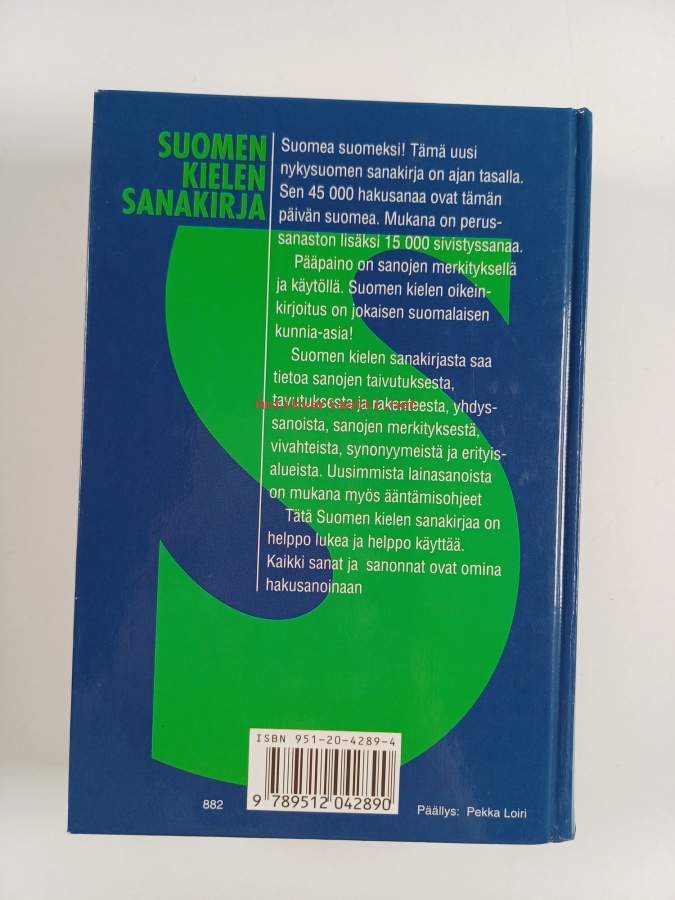 SUOMEN
KIELEN
SANAKIRJA
Suomea suomeksi! Tämä uusi
nykysuomen sanakirja on ajan tasalla.
Sen 45 000 hakusanaa ovat tämän
päivän suomea. Mukana on perus-
sanaston lisäksi 15 000 sivistyssanaa.
Pääpaino on sanojen merkityksellä
ja käytöllä. Suomen kielen oikein-
kirjoitus on jokaisen suomalaisen
kunnia-asia!
Suomen kielen sanakirjasta saa
tietoa sanojen taivutuksesta,
tavutuksesta ja rakenteesta, yhdys-
sanoista, sanojen merkityksestä,
vivahteista, synonyymeistä ja erityis-
alueista. Uusimmista lainasanoista
on mukana myös ääntämisohjeet
Tätä Suomen kielen sanakirjaa on
helppo lukea ja helppo käyttää.
Kaikki sanat ja sanonnat ovat omina
hakusanoinaan
ISBN 951-20-4289-4
9 789512 042890
882
Päällys: Pekka Loiri